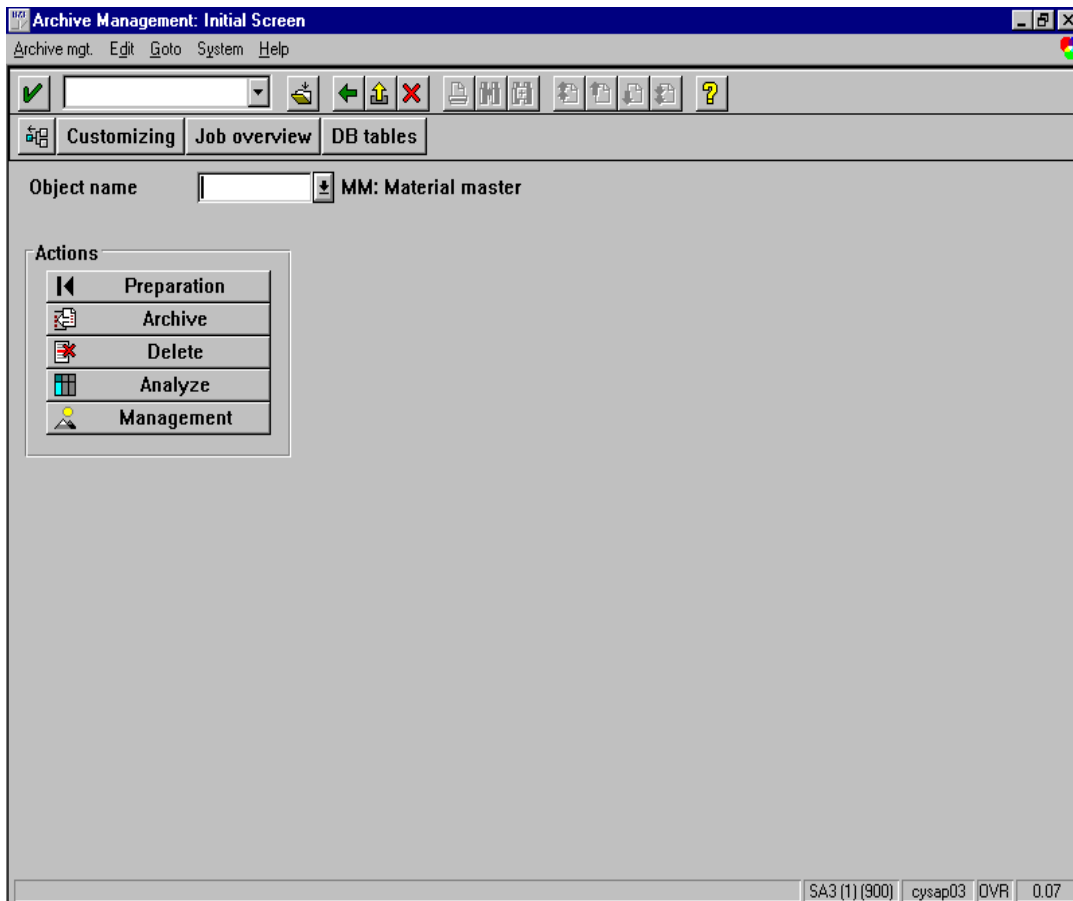 Archive Management: Initial Screen
Archive mgt. Edit Goto System Help
Customizing Job overview DB tables
Object name MM: Material master
Actions
Preparation
Archive
Delete
Analyze
Management
SA3 (1) (900) cysap03 OVR 0.07